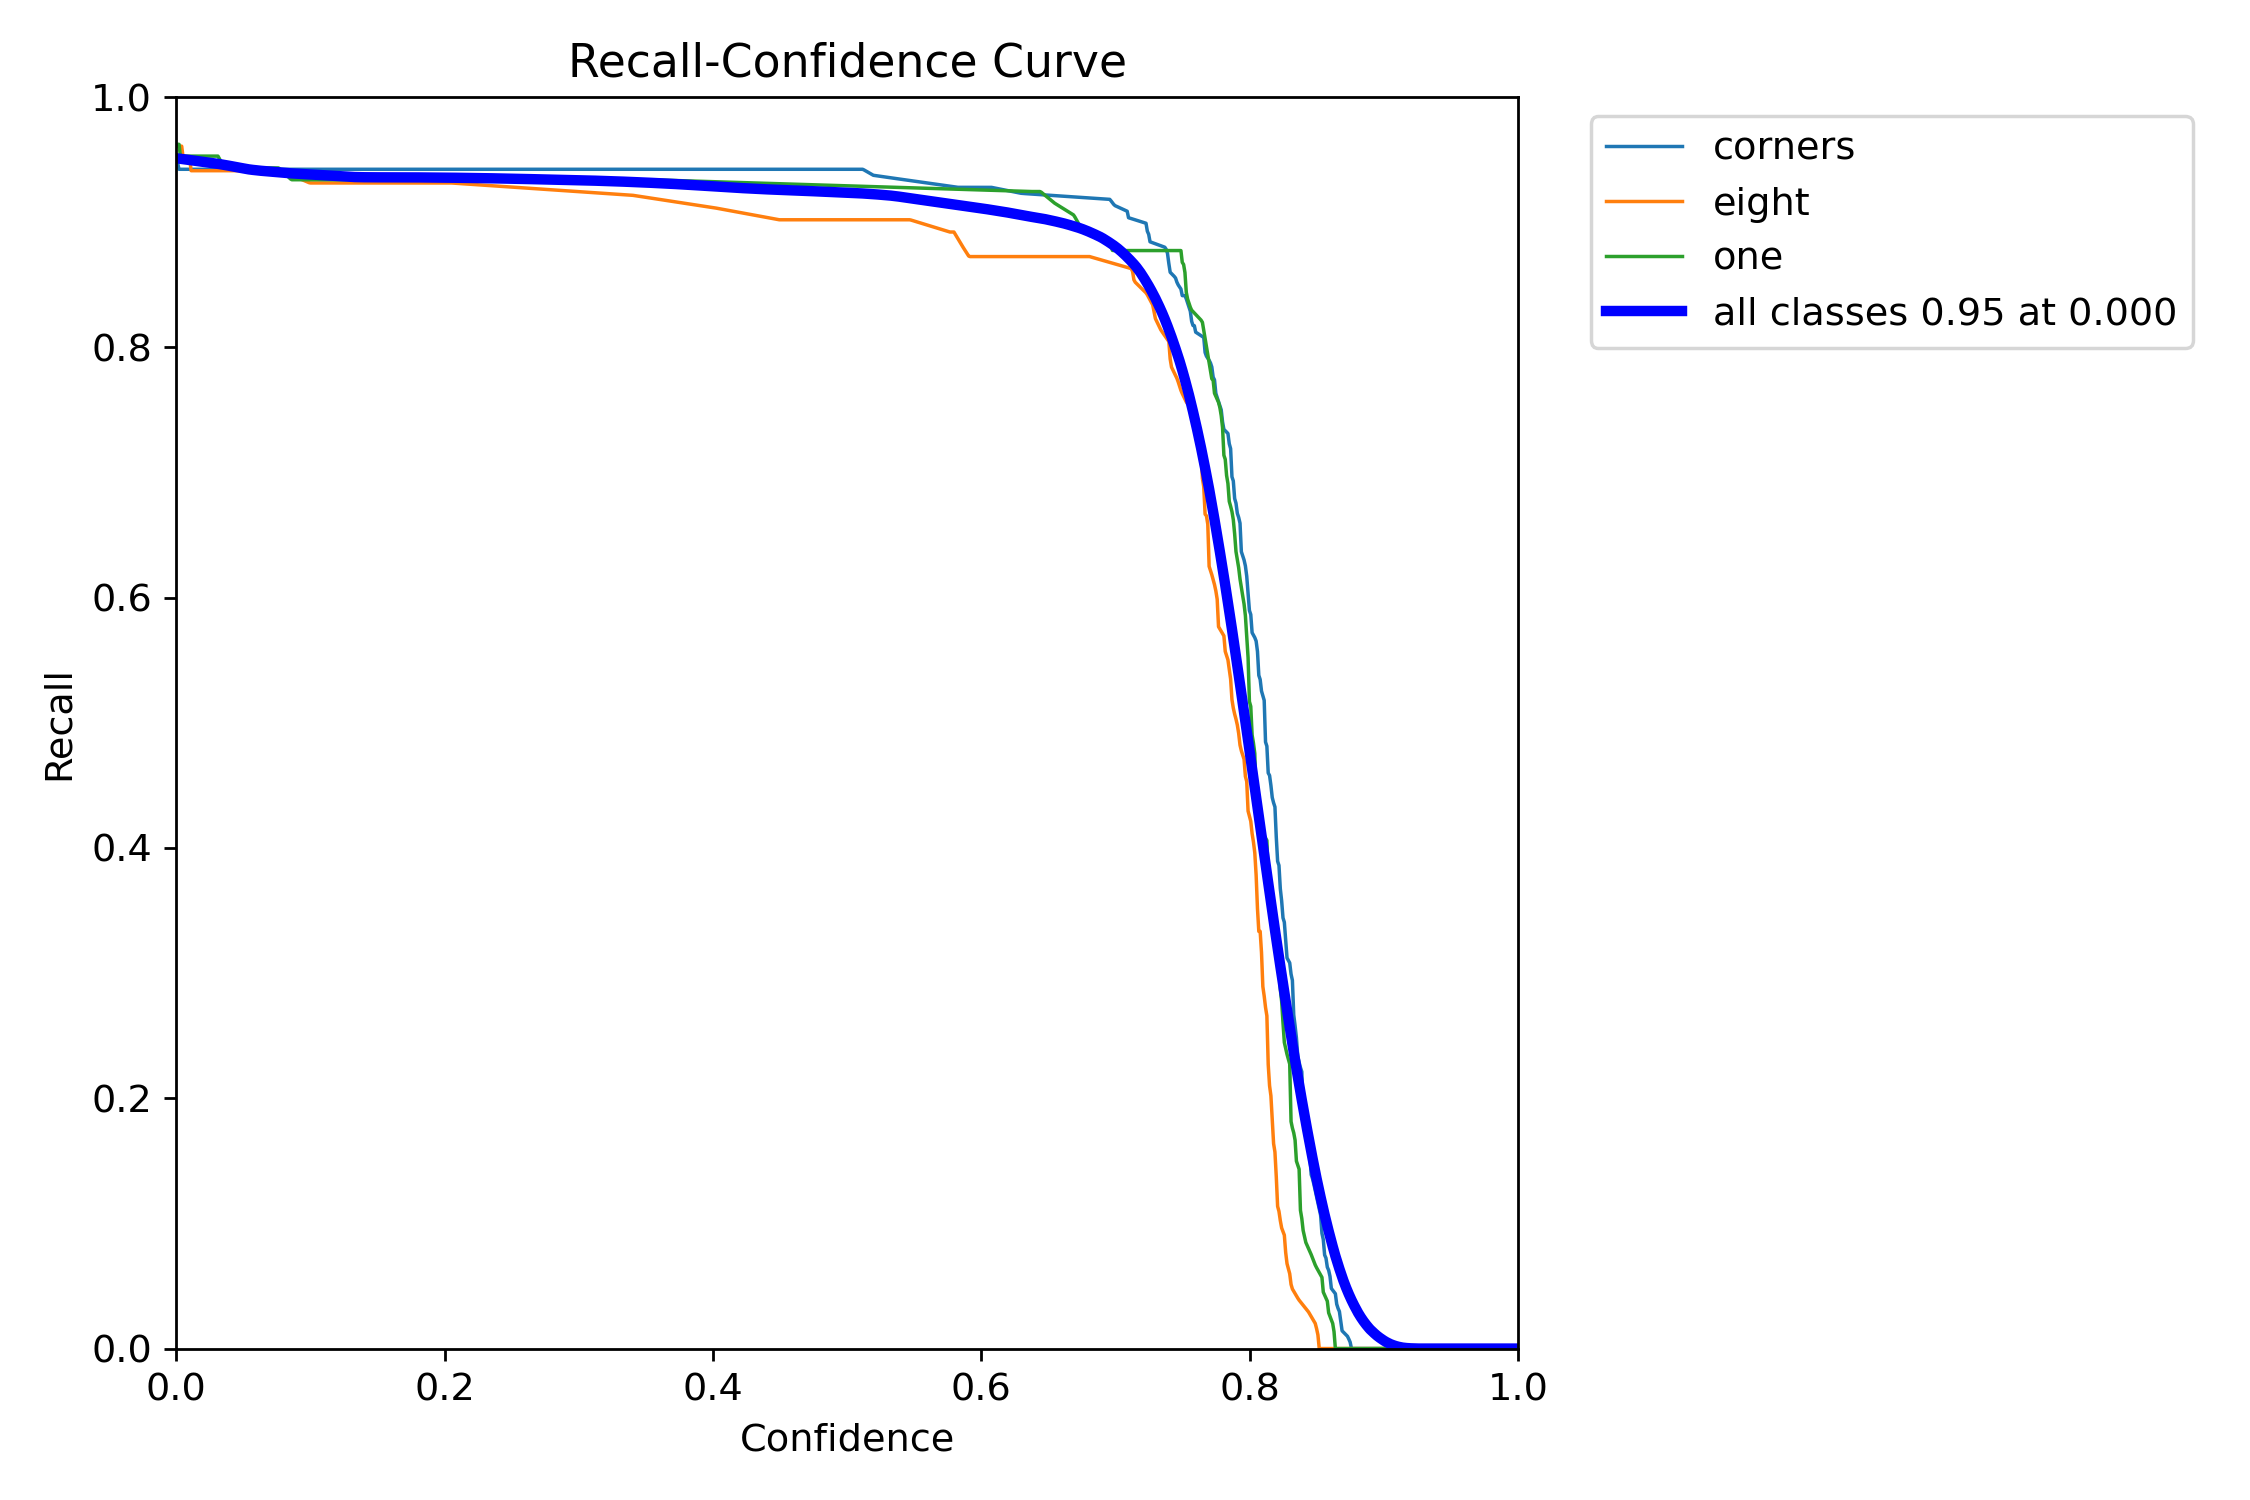 Recall-Confidence Curve
1.0
0.8
0.6
0.4
0.2
0.0
Recall
0.0 0.2 0.4 0.6 0.8 1.0
Confidence
corners
eight
one
all classes 0.95 at 0.000